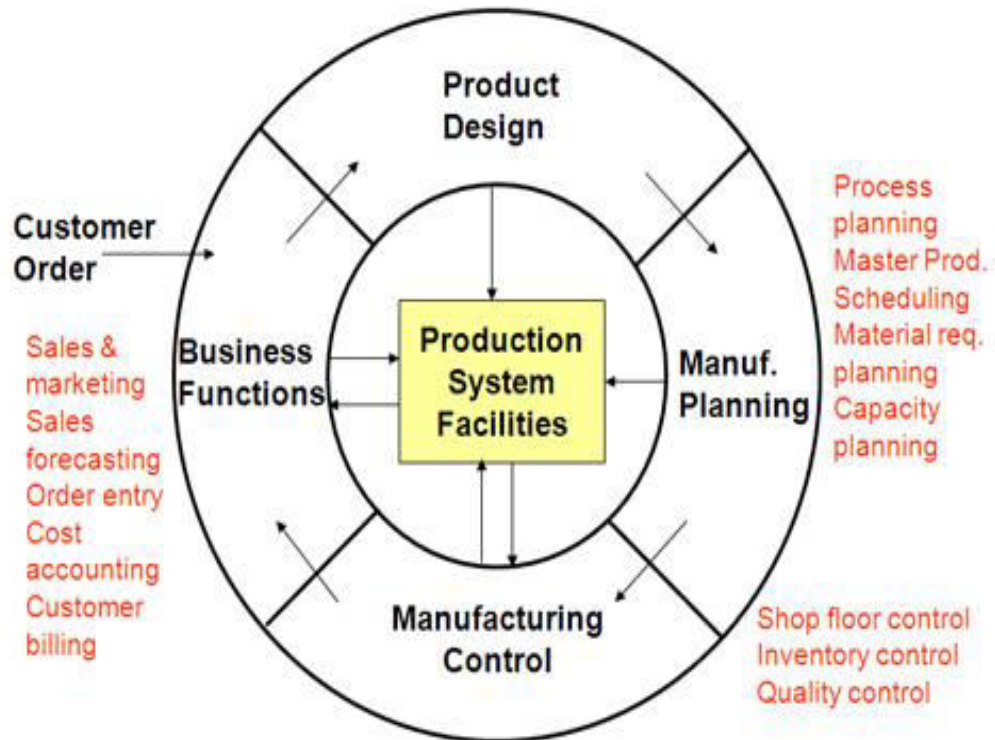 Product
Design
Customer
Order
Sales &
marketing
Sales
forecasting
Order entry
Cost
accounting
Customer
billing
Business
Functions
Production
System
Facilities
Manuf.
Planning
Process
planning
Master Prod.
Scheduling
Material req.
planning
Capacity
planning
Manufacturing
Control
Shop floor control
Inventory control
Quality control